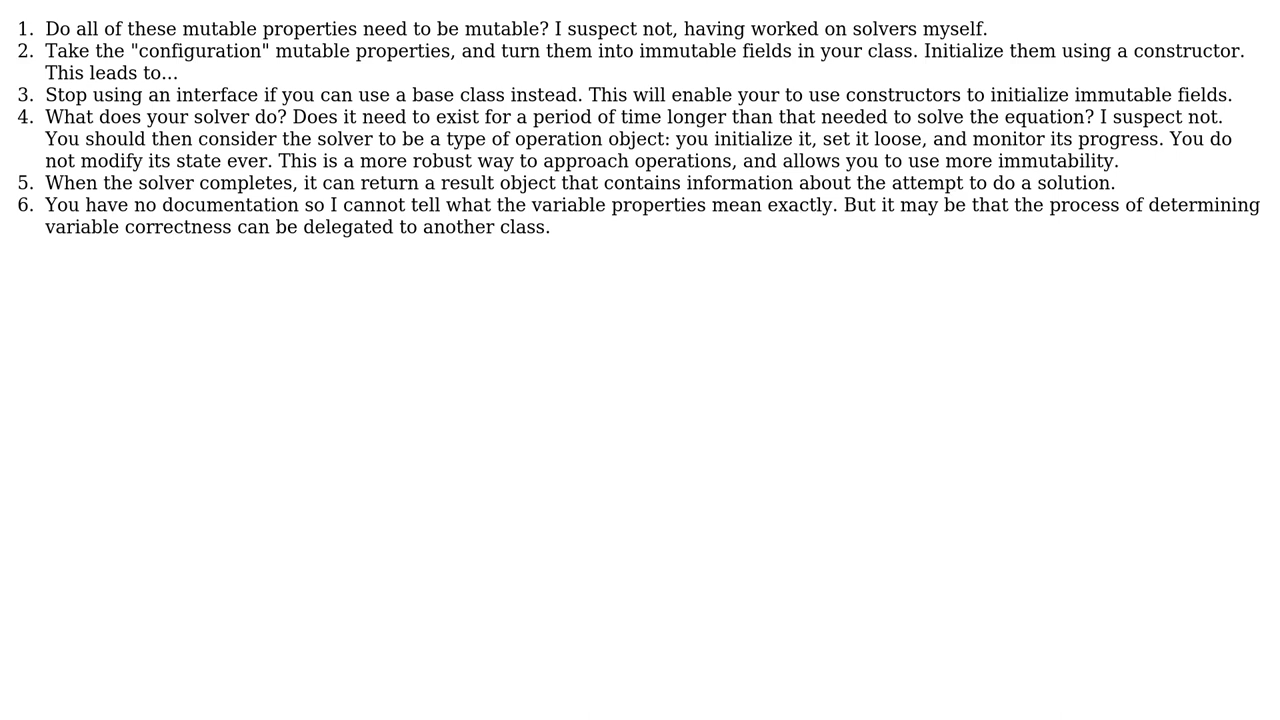 1. Do all of these mutable properties need to be mutable? I suspect not, having worked on solvers myself.
2. Take the "configuration" mutable properties, and turn them into immutable fields in your class. Initialize them using a constructor.
This leads to...
3. Stop using an interface if you can use a base class instead. This will enable your to use constructors to initialize immutable fields.
4. What does your solver do? Does it need to exist for a period of time longer than that needed to solve the equation? I suspect not.
You should then consider the solver to be a type of operation object: you initialize it, set it loose, and monitor its progress. You do
not modify its state ever. This is a more robust way to approach operations, and allows you to use more immutability.
5. When the solver completes, it can return a result object that contains information about the attempt to do a solution.
6. You have no documentation so I cannot tell what the variable properties mean exactly. But it may be that the process of determining
variable correctness can be delegated to another class.